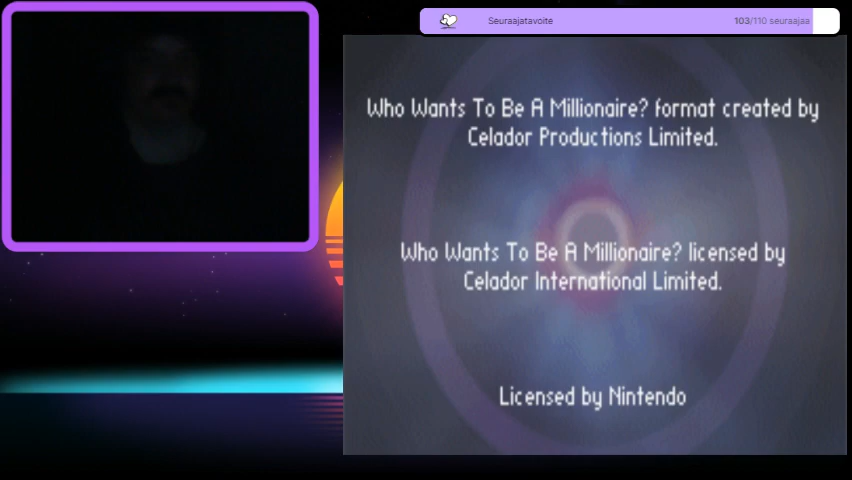 Seuraajatavoite 103/110 seuraajaa
Who Wants To Be A Millionaire? format created by
Celador Productions Limited.
Who Wants To Be A Millionaire? licensed by
Celador International Limited.
Licensed by Nintendo